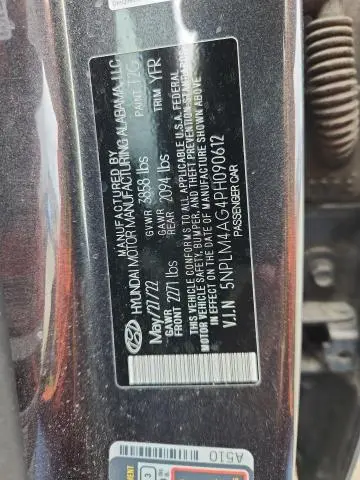 MANUFACTURED BY
HYUNDAI MOTOR MANUFACTURING ALABAMA, LLC
PAINT T2G
May/27/22 GVWR 3858 lbs TRIM YFR
GAWR FRONT 2271 lbs GAWR REAR 2094 lbs
THIS VEHICLE CONFORMS TO ALL APPLICABLE U.S.A. FEDERAL
MOTOR VEHICLE SAFETY, BUMPER, AND THEFT PREVENTION STANDARDS
IN EFFECT ON THE DATE OF MANUFACTURE SHOWN ABOVE
V.I.N 5NPLM4AG4PH090612
PASSENGER CAR
A510
3